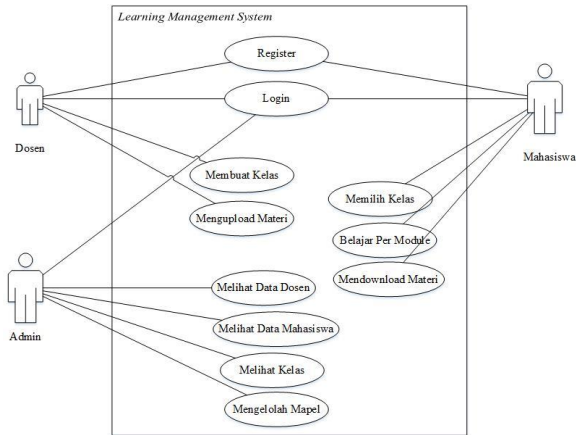 Learning Management System
Register
Login
Dosen
Mahasiswa
Membuat Kelas
Memilih Kelas
Mengupload Materi
Belajar Per Module
Mendownload Materi
Melihat Data Dosen
Admin
Melihat Data Mahasiswa
Melihat Kelas
Mengelolah Mapel